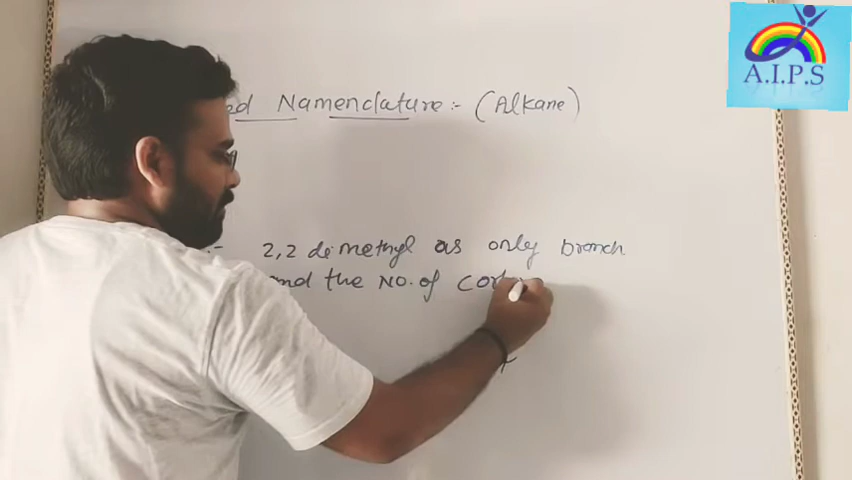 A.I.P.S
Namenclature :- (Alkane)
:- 2,2 dimethyl as only branch
and the No. of